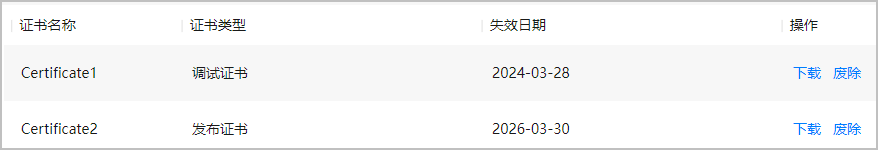 证书名称 证书类型 失效日期 操作
Certificate1 调试证书 2024-03-28 下载 废除
Certificate2 发布证书 2026-03-30 下载 废除